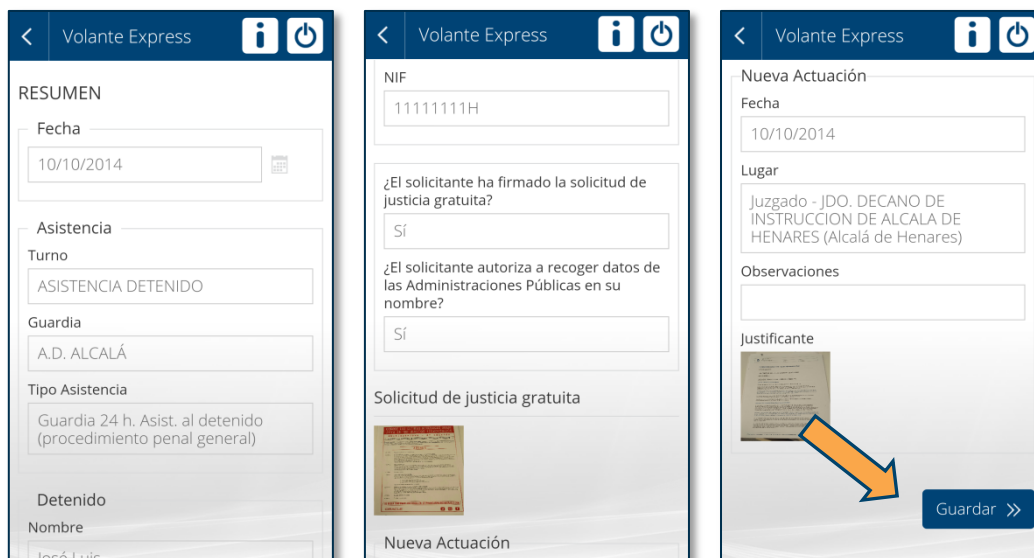 Volante Express
RESUMEN
Fecha
10/10/2014
Asistencia
Turno
ASISTENCIA DETENIDO
Guardia
A.D. ALCALÁ
Tipo Asistencia
Guardia 24 h. Asist. al detenido
(procedimiento penal general)
Detenido
Nombre
José Luis
Volante Express
NIF
11111111H
¿El solicitante ha firmado la solicitud de
justicia gratuita?
Sí
¿El solicitante autoriza a recoger datos de
las Administraciones Públicas en su
nombre?
Sí
Solicitud de justicia gratuita
Nueva Actuación
Volante Express
Nueva Actuación
Fecha
10/10/2014
Lugar
Juzgado - JDO. DECANO DE
INSTRUCCION DE ALCALA DE
HENARES (Alcalá de Henares)
Observaciones
Justificante
Guardar